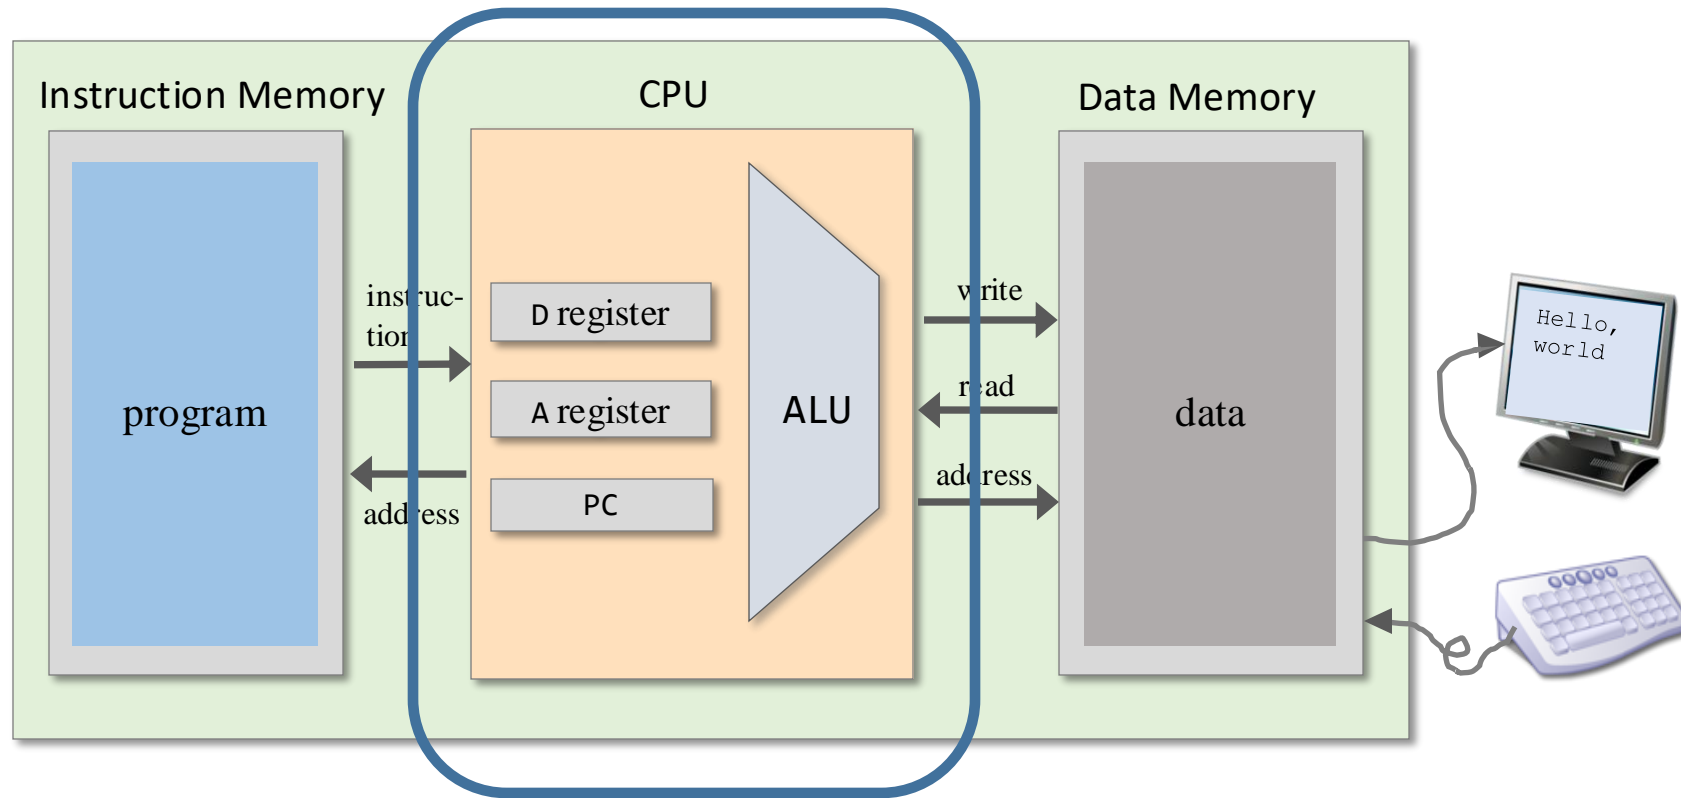 Instruction Memory
CPU
Data Memory
program
instruc-
tion
address
D register
A register
PC
ALU
write
read
address
data
Hello,
world